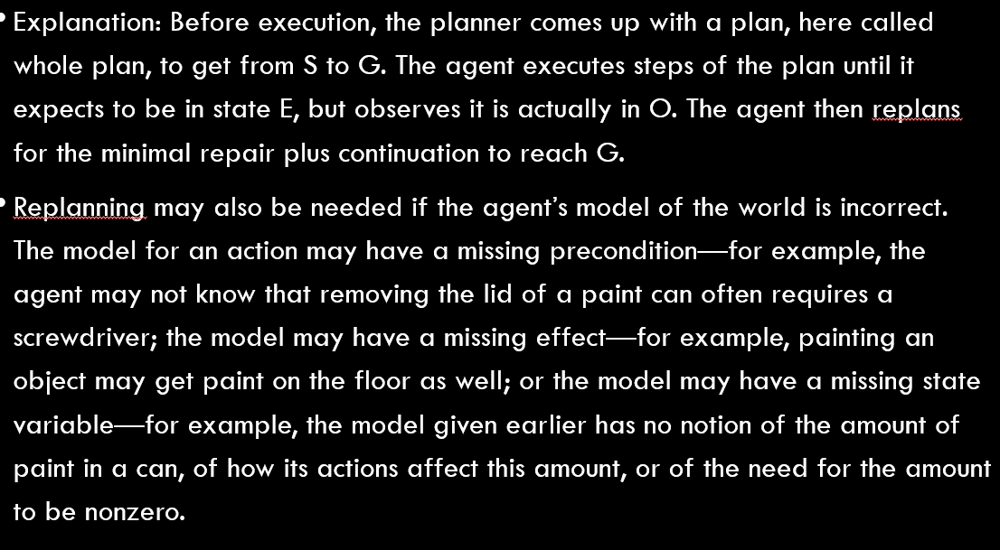 • Explanation: Before execution, the planner comes up with a plan, here called
whole plan, to get from S to G. The agent executes steps of the plan until it
expects to be in state E, but observes it is actually in O. The agent then replans
for the minimal repair plus continuation to reach G.
• Replanning may also be needed if the agent’s model of the world is incorrect.
The model for an action may have a missing precondition—for example, the
agent may not know that removing the lid of a paint can often requires a
screwdriver; the model may have a missing effect—for example, painting an
object may get paint on the floor as well; or the model may have a missing state
variable—for example, the model given earlier has no notion of the amount of
paint in a can, of how its actions affect this amount, or of the need for the amount
to be nonzero.